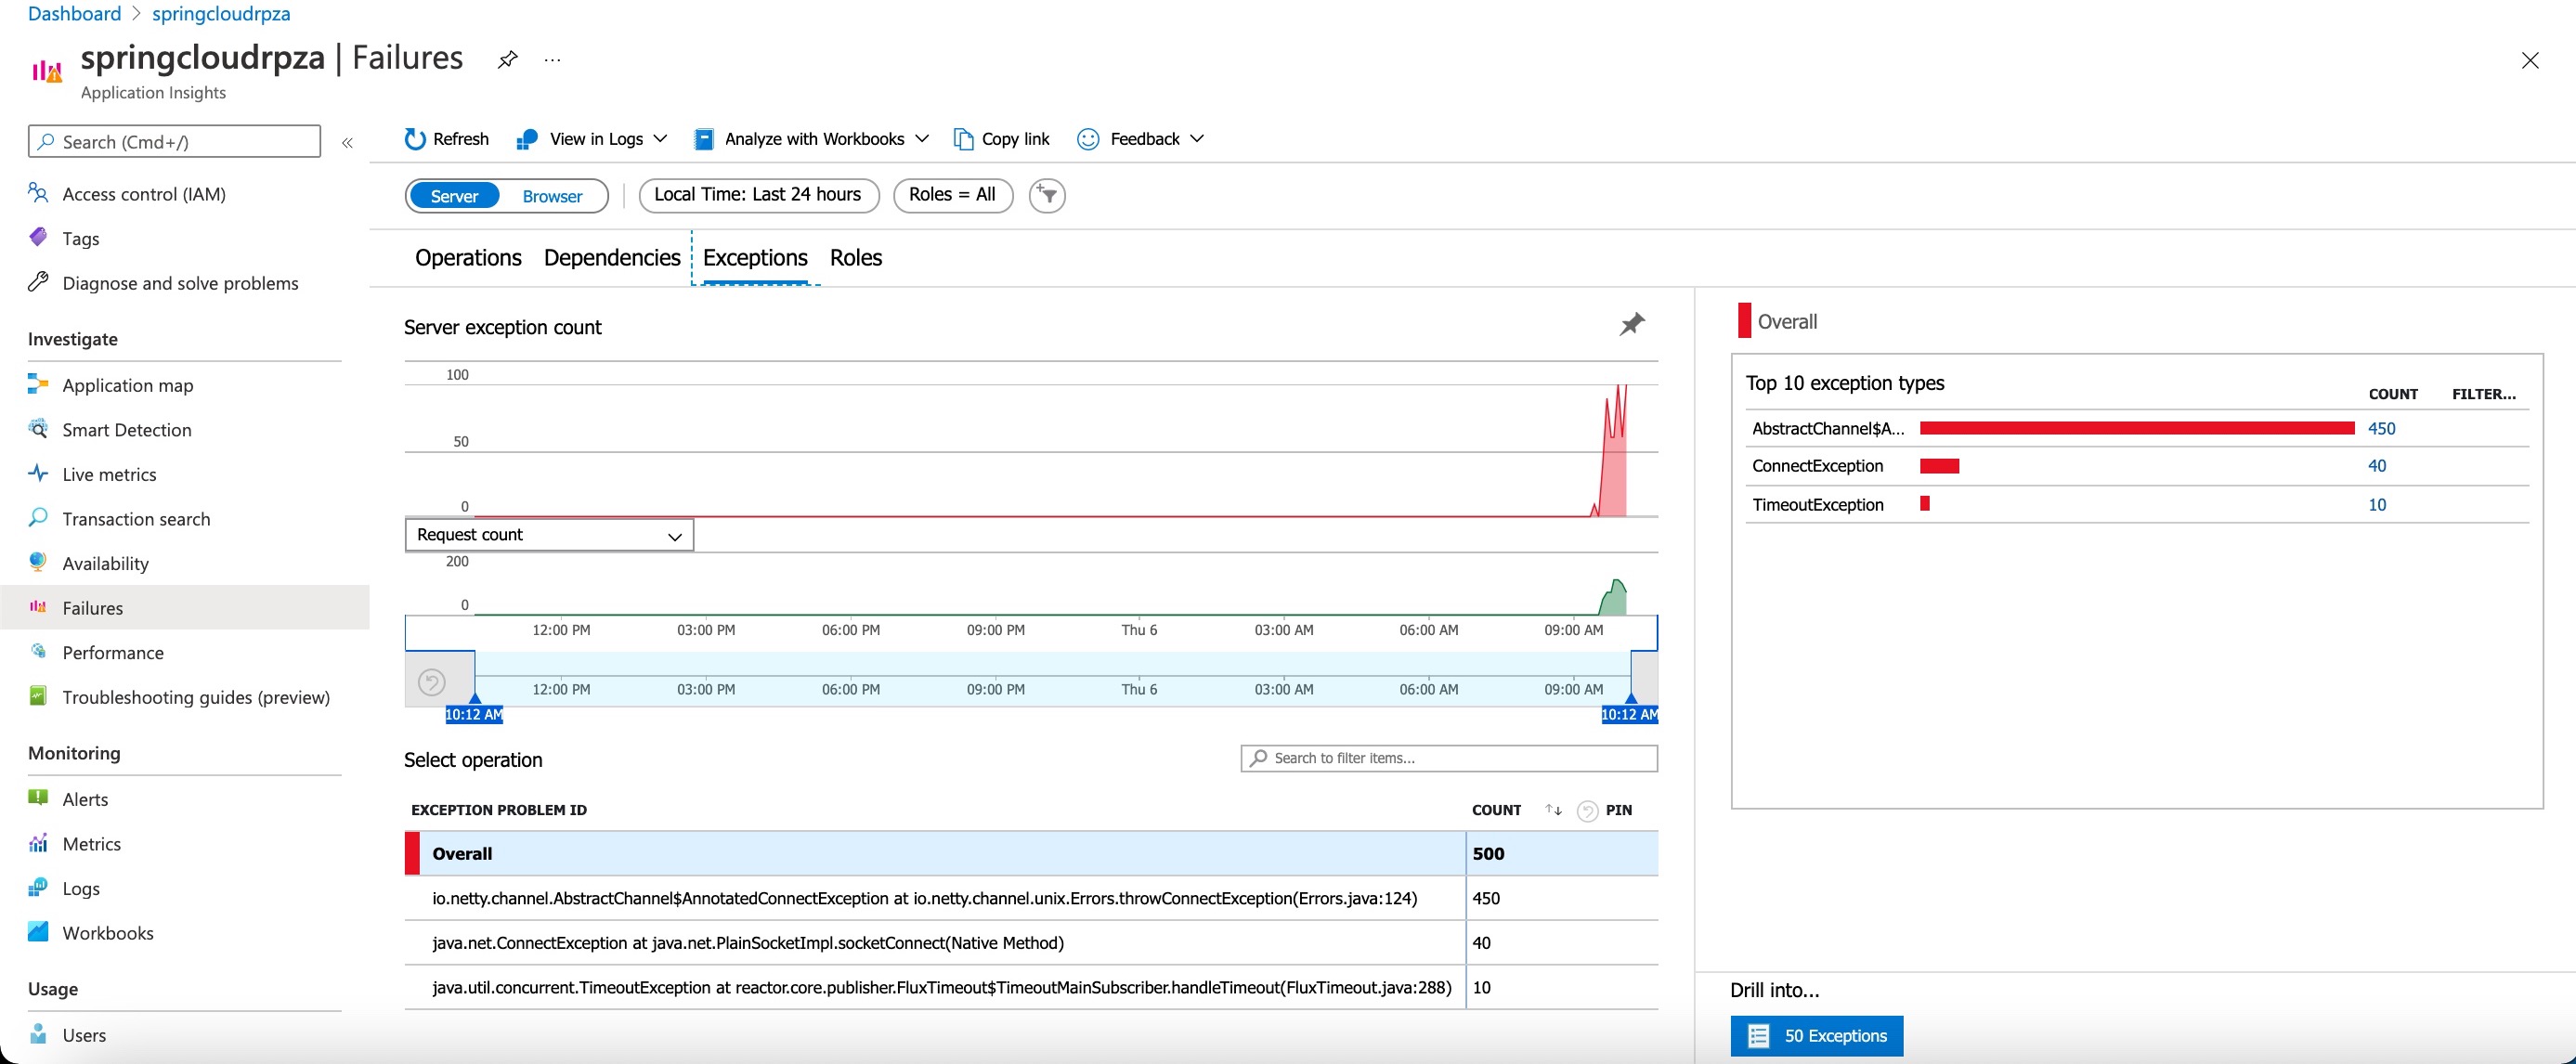 Dashboard > springcloudrpza
springcloudrpza | Failures ...
Application Insights
Search (Cmd+/)
«
Access control (IAM)
Tags
Diagnose and solve problems
Investigate
Application map
Smart Detection
Live metrics
Transaction search
Availability
Failures
Performance
Troubleshooting guides (preview)
Monitoring
Alerts
Metrics
Logs
Workbooks
Usage
Users
Refresh View in Logs Analyze with Workbooks Copy link Feedback
Server Browser Local Time: Last 24 hours Roles = All
Operations Dependencies Exceptions Roles
Server exception count
100
50
0
Request count
200
0
12:00 PM 03:00 PM 06:00 PM 09:00 PM Thu 6 03:00 AM 06:00 AM 09:00 AM
12:00 PM 03:00 PM 06:00 PM 09:00 PM Thu 6 03:00 AM 06:00 AM 09:00 AM
10:12 AM 10:12 AM
Select operation Search to filter items...
EXCEPTION PROBLEM ID COUNT PIN
Overall 500
io.netty.channel.AbstractChannel$AnnotatedConnectException at io.netty.channel.unix.Errors.throwConnectException(Errors.java:124) 450
java.net.ConnectException at java.net.PlainSocketImpl.socketConnect(Native Method) 40
java.util.concurrent.TimeoutException at reactor.core.publisher.FluxTimeout$TimeoutMainSubscriber.handleTimeout(FluxTimeout.java:288) 10
Overall
Top 10 exception types
COUNT FILTER...
AbstractChannel$A... 450
ConnectException 40
TimeoutException 10
Drill into...
50 Exceptions